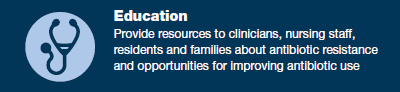 Education
Provide resources to clinicians, nursing staff,
residents and families about antibiotic resistance
and opportunities for improving antibiotic use